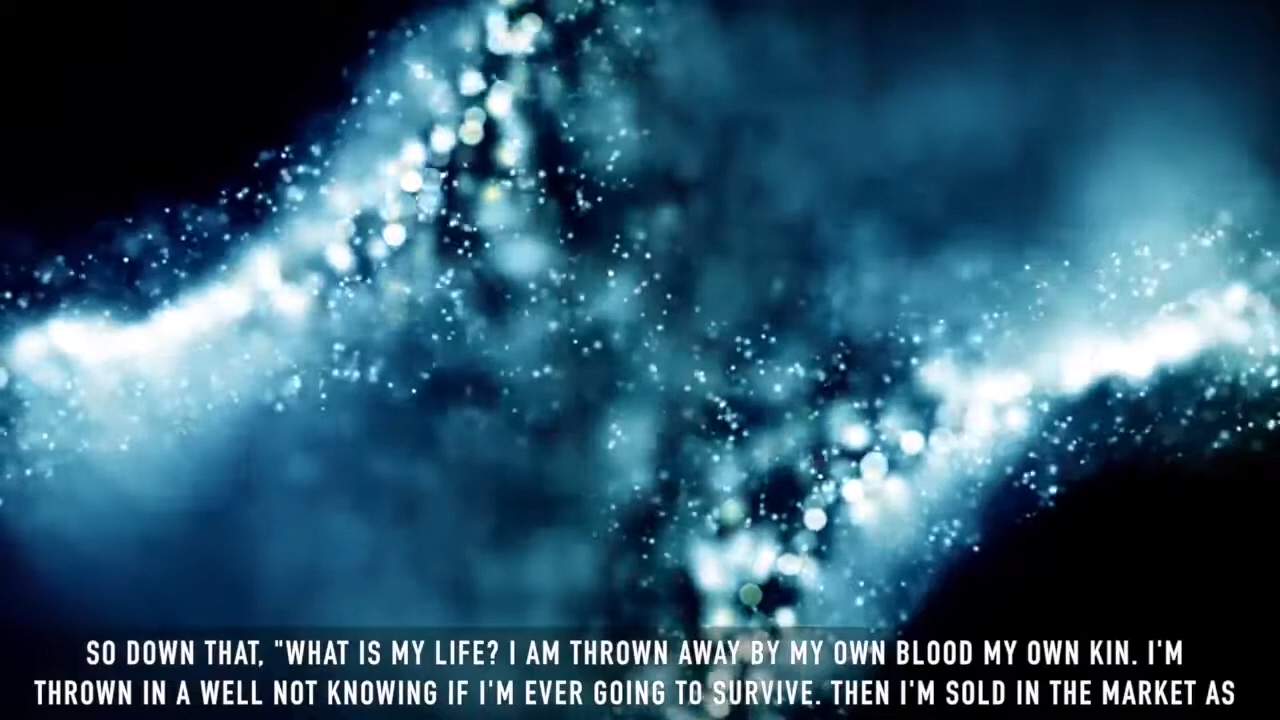 SO DOWN THAT, "WHAT IS MY LIFE? I AM THROWN AWAY BY MY OWN BLOOD MY OWN KIN. I'M
THROWN IN A WELL NOT KNOWING IF I'M EVER GOING TO SURVIVE. THEN I'M SOLD IN THE MARKET AS